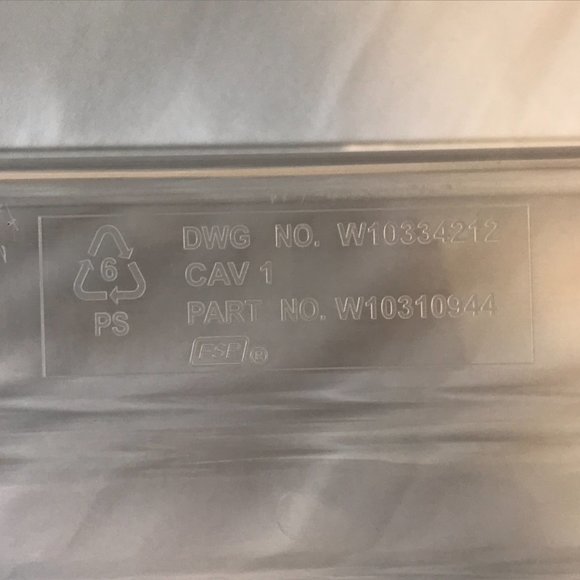 6
PS
DWG NO. W10334212
CAV 1
PART NO. W10310944
FSP ®